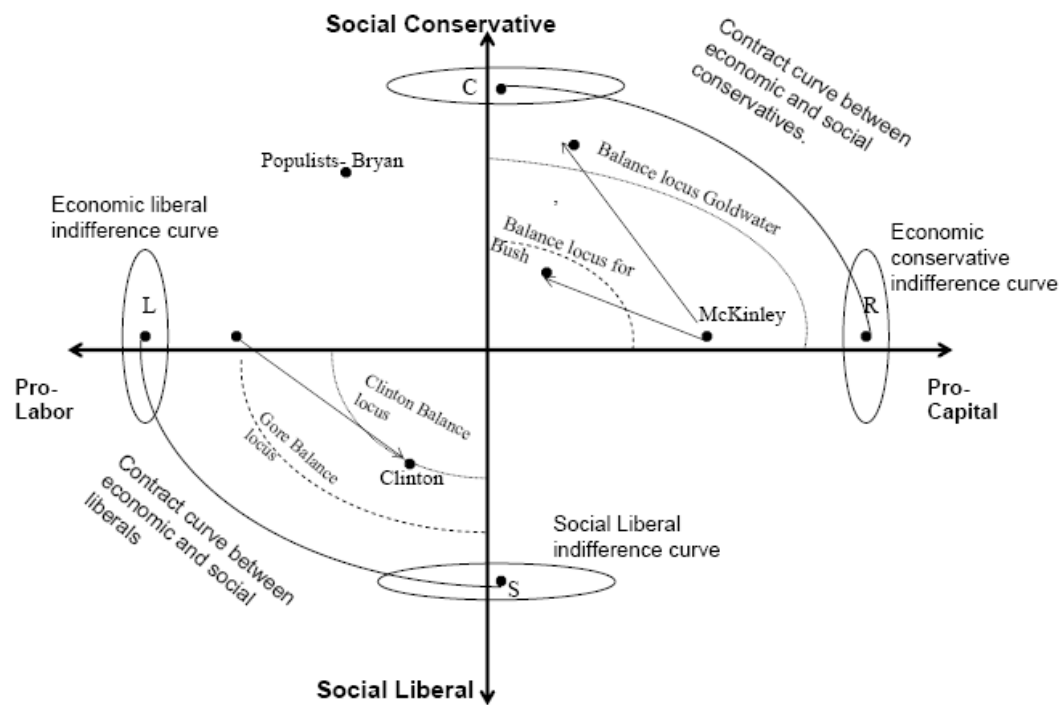 Social Conservative
C
Contract curve between
economic and social
conservatives.
Populists- Bryan
Balance locus Goldwater
,
Economic liberal
indifference curve
Balance locus for
Bush
Economic
conservative
indifference curve
L
McKinley
R
Pro-
Labor
Pro-
Capital
Clinton Balance
locus
Gore Balance
locus
Clinton
Contract curve between
economic and social
liberals
Social Liberal
indifference curve
S
Social Liberal